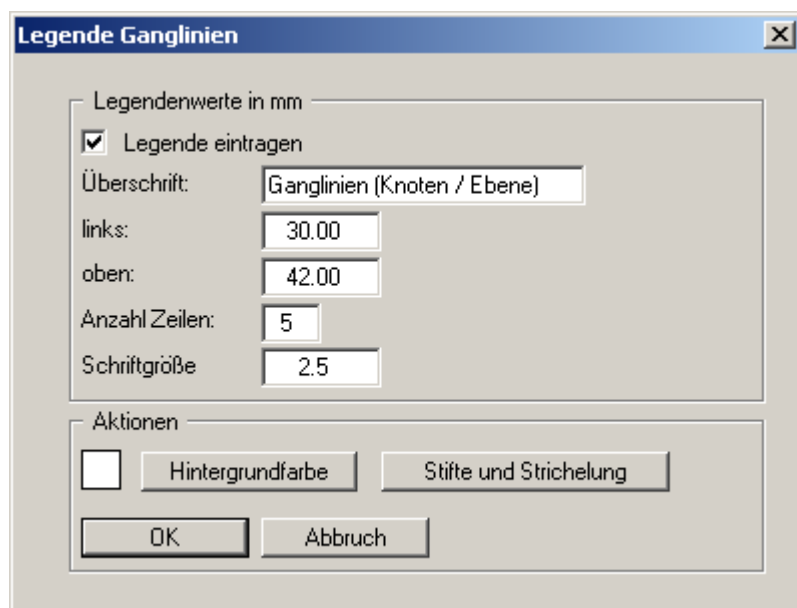 Legende Ganglinien
Legendenwerte in mm
Legende eintragen
Überschrift: Ganglinien (Knoten / Ebene)
links: 30.00
oben: 42.00
Anzahl Zeilen: 5
Schriftgröße 2.5
Aktionen
Hintergrundfarbe Stifte und Strichelung
OK Abbruch